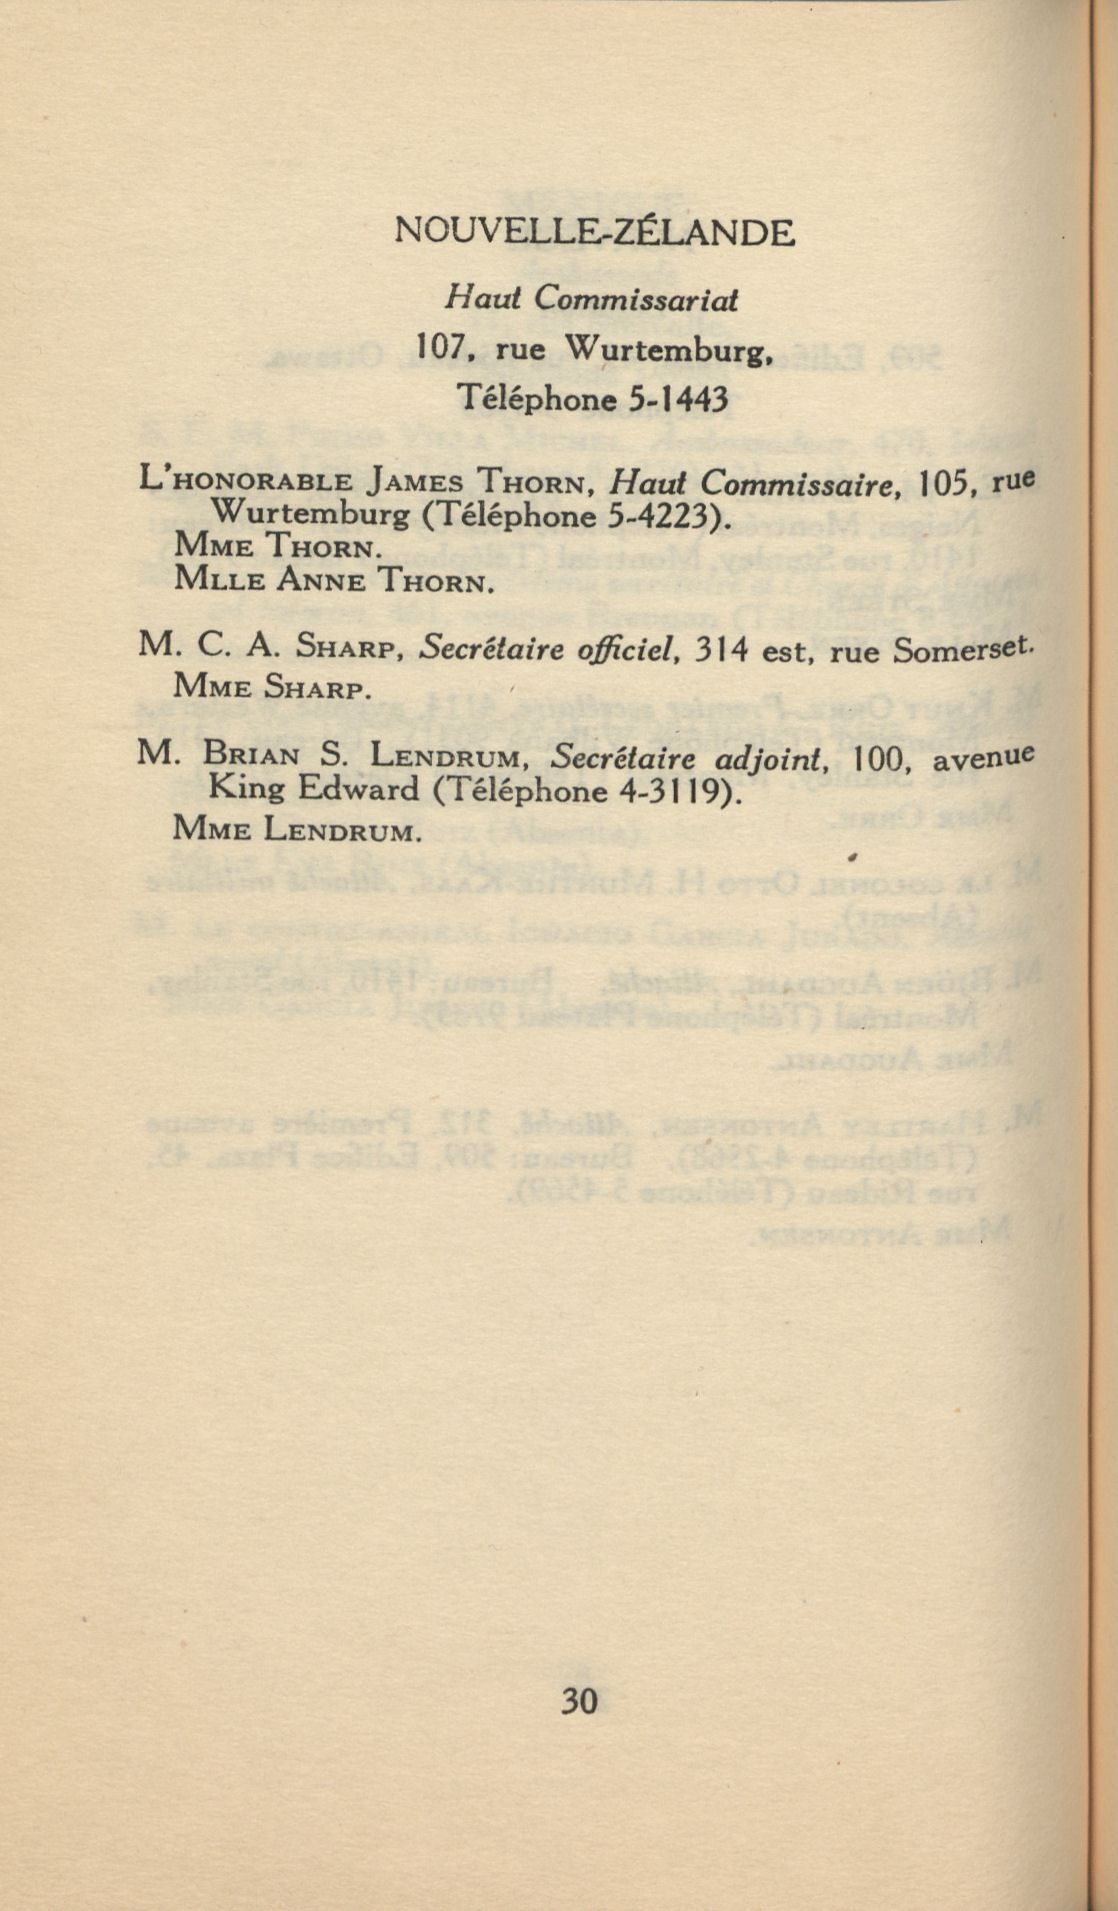 NOUVELLE-ZÉLANDE
Haut Commissariat
107, rue Wurtemburg,
Téléphone 5-1443
L'HONORABLE JAMES THORN, Haut Commissaire, 105, rue
Wurtemburg (Téléphone 5-4223).
MME THORN.
MLLE ANNE THORN.
M. C. A. SHARP, Secrétaire officiel, 314 est, rue Somerset.
MME SHARP.
M. BRIAN S. LENDRUM, Secrétaire adjoint, 100, avenue
King Edward (Téléphone 4-3119).
MME LENDRUM.
30